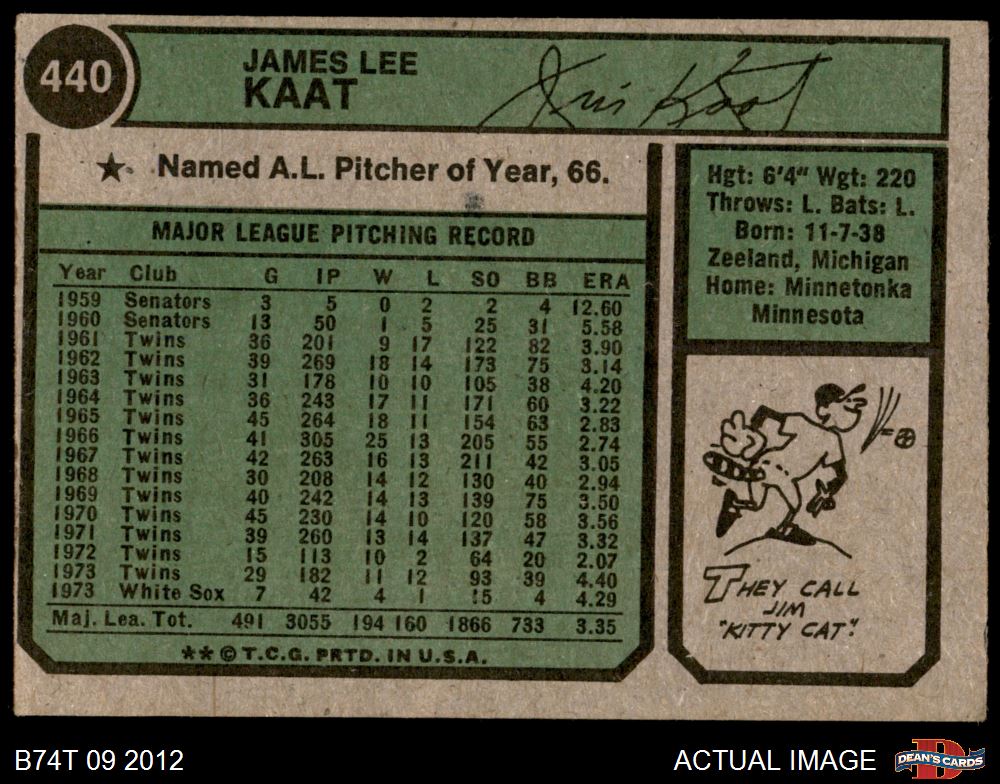 440
JAMES LEE
KAAT
Jim Kaat
★ Named A.L. Pitcher of Year, 66.
MAJOR LEAGUE PITCHING RECORD
Year Club G IP W L SO BB ERA
1959 Senators 3 5 0 2 2 4 12.60
1960 Senators 13 50 1 5 25 31 5.58
1961 Twins 36 201 9 17 122 82 3.90
1962 Twins 39 269 18 14 173 75 3.14
1963 Twins 31 178 10 10 105 38 4.20
1964 Twins 36 243 17 11 171 60 3.22
1965 Twins 45 264 18 11 154 63 2.83
1966 Twins 41 305 25 13 205 55 2.74
1967 Twins 42 263 16 13 211 42 3.05
1968 Twins 30 208 14 12 130 40 2.94
1969 Twins 40 242 14 13 139 75 3.50
1970 Twins 45 230 14 10 120 58 3.56
1971 Twins 39 260 13 14 137 47 3.32
1972 Twins 15 113 10 2 64 20 2.07
1973 Twins 29 182 11 12 93 39 4.40
1973 White Sox 7 42 4 1 15 4 4.29
Maj. Lea. Tot. 491 3055 194 160 1866 733 3.35
**© T.C.G. PRTD. IN U.S.A.
Hgt: 6'4" Wgt: 220
Throws: L. Bats: L.
Born: 11-7-38
Zeeland, Michigan
Home: Minnetonka
Minnesota
THEY CALL
JIM
"KITTY CAT".
B74T 09 2012
ACTUAL IMAGE
D
DEAN'S CARDS